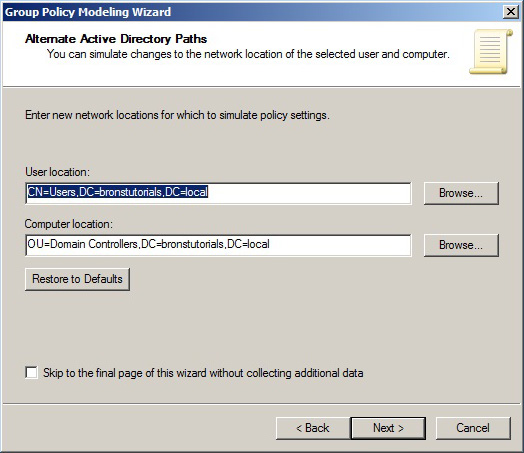 Group Policy Modeling Wizard
Alternate Active Directory Paths
You can simulate changes to the network location of the selected user and computer.
Enter new network locations for which to simulate policy settings.
User location:
CN=Users,DC=bronstutorials,DC=local
Browse...
Computer location:
OU=Domain Controllers,DC=bronstutorials,DC=local
Browse...
Restore to Defaults
Skip to the final page of this wizard without collecting additional data
< Back
Next >
Cancel